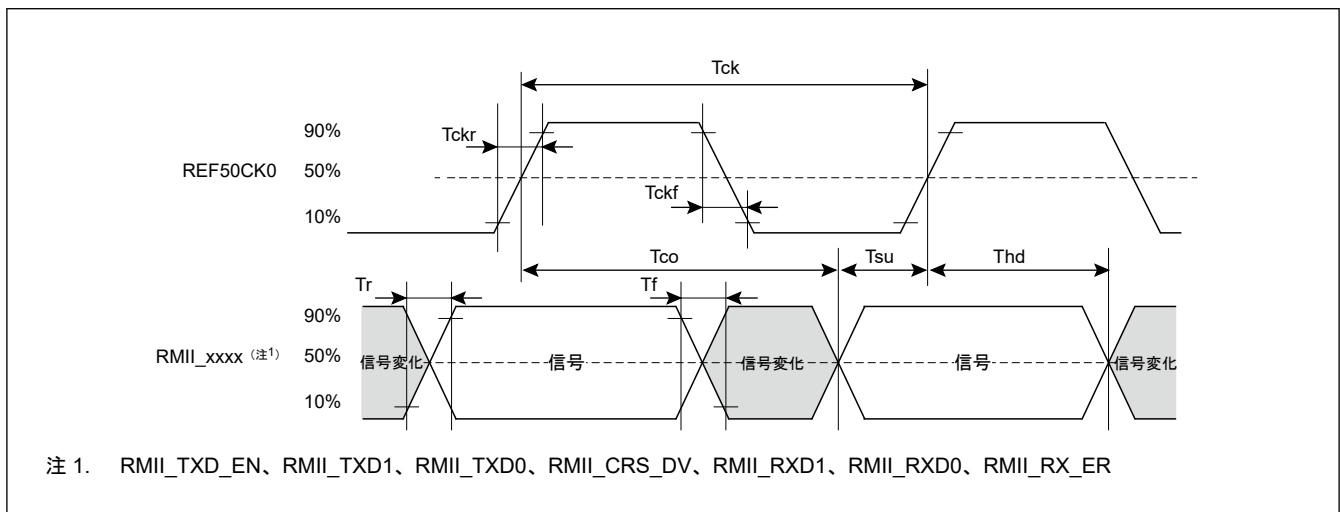 Tck
90%
Tckr
REF50CK0
50%
Tckf
10%
Tco
Tsu
Thd
Tr
Tf
90%
RMII_xxxx (注1)
50%
信号変化
信号
信号変化
信号
信号変化
10%
注 1. RMII_TXD_EN、RMII_TXD1、RMII_TXD0、RMII_CRS_DV、RMII_RXD1、RMII_RXD0、RMII_RX_ER